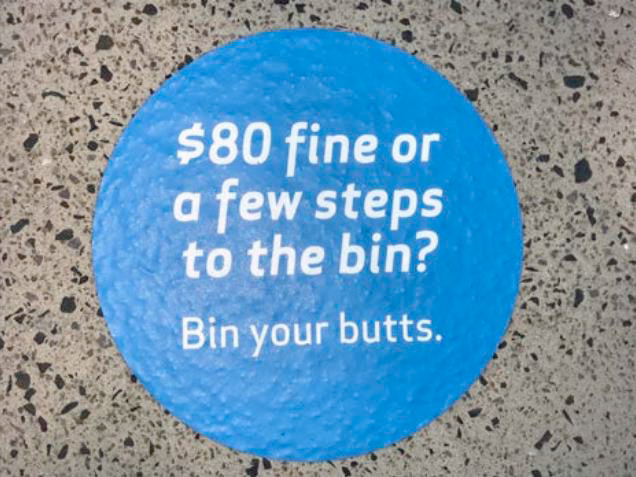 $80 fine or
a few steps
to the bin?
Bin your butts.